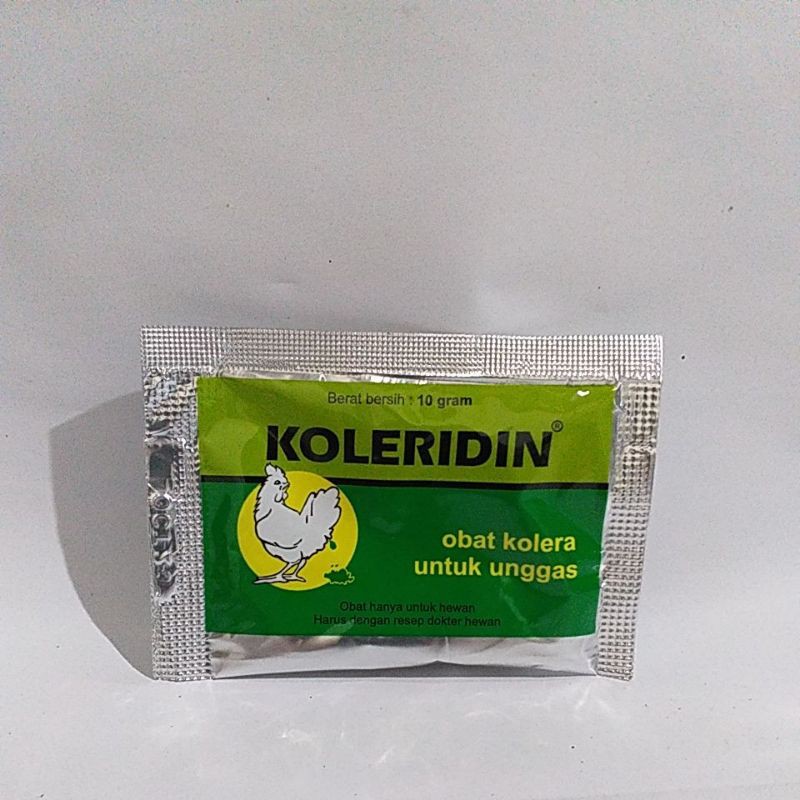 Berat bersih : 10 gram
KOLERIDIN®
obat kolera
untuk unggas
Obat hanya untuk hewan
Harus dengan resep dokter hewan